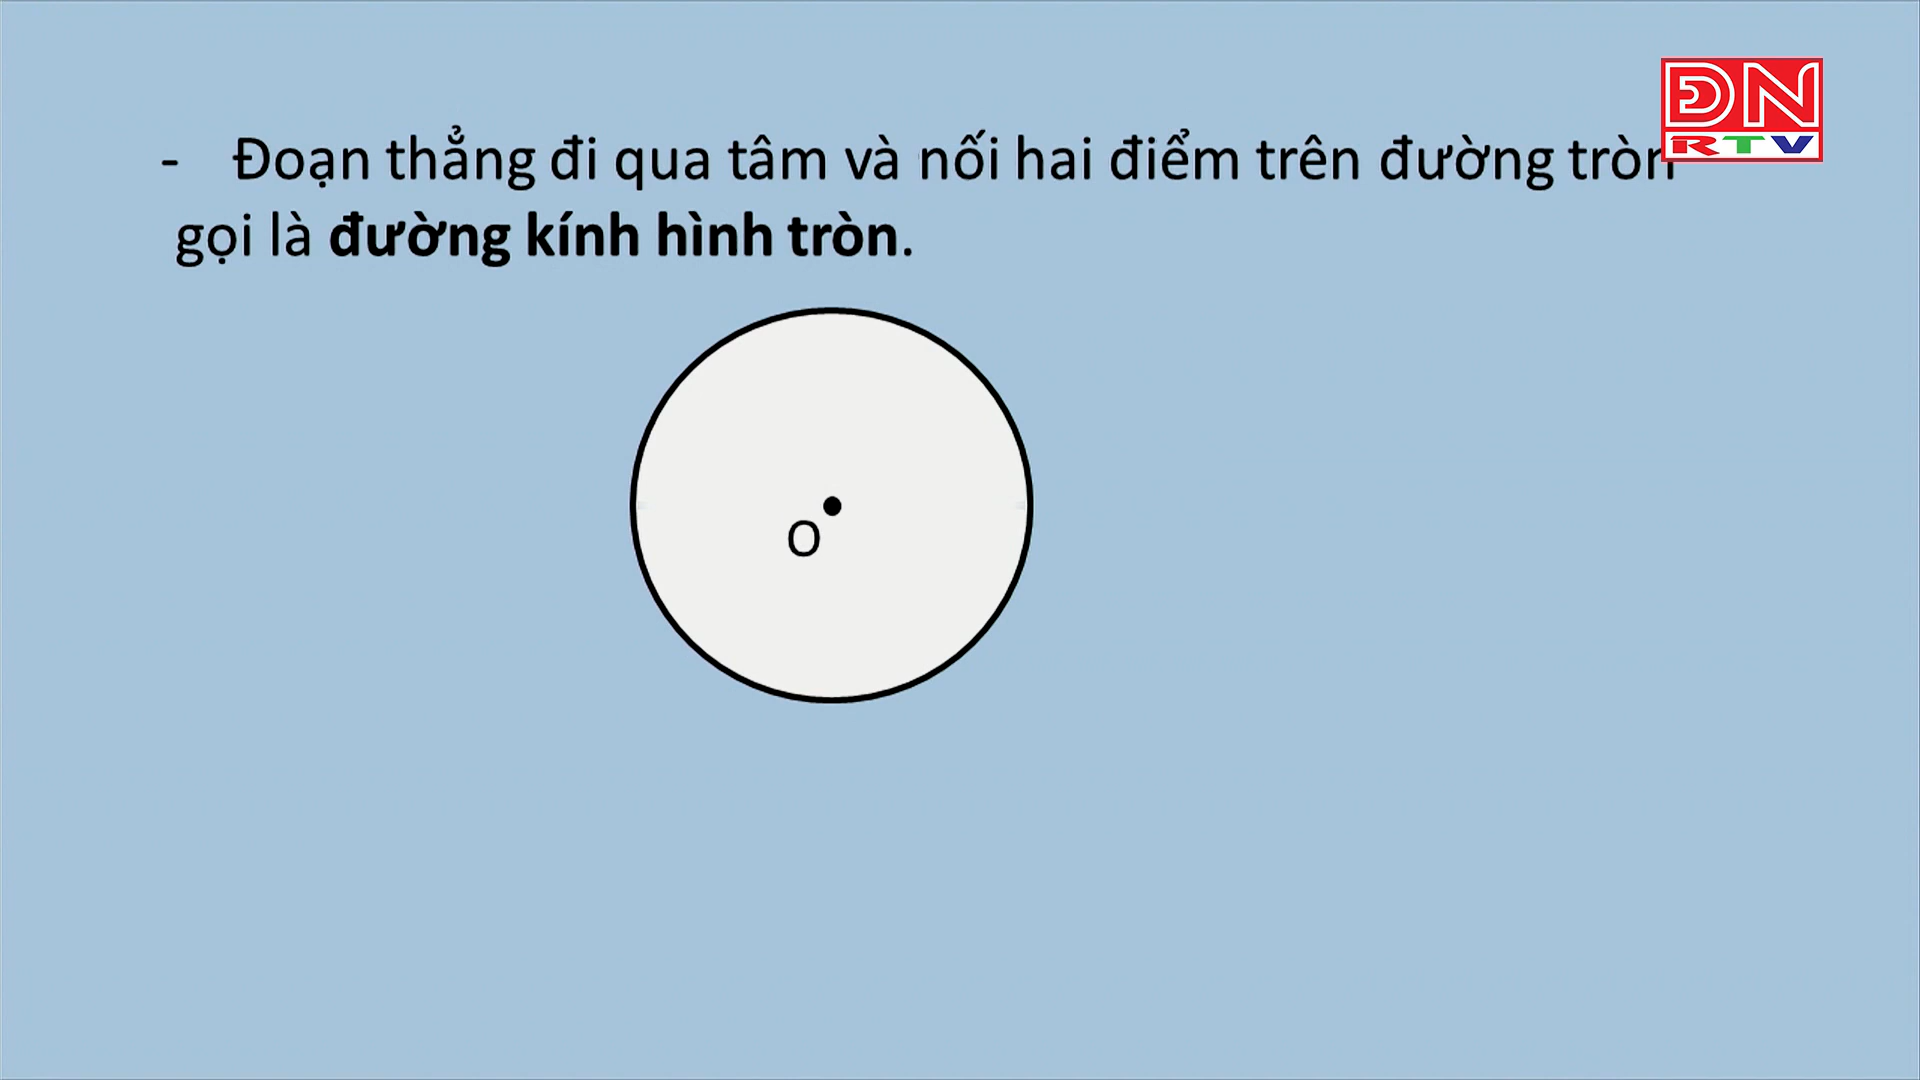 - Đoạn thẳng đi qua tâm và nối hai điểm trên đường tròn
gọi là đường kính hình tròn.
ĐN
RTV
O